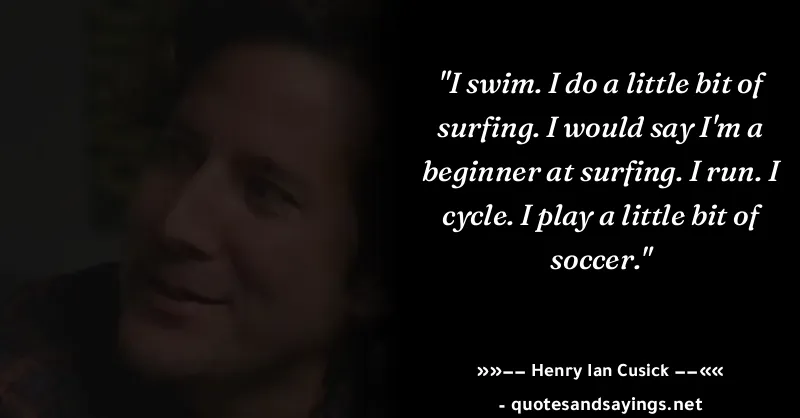 "I swim. I do a little bit of
surfing. I would say I'm a
beginner at surfing. I run. I
cycle. I play a little bit of
soccer."
»»−− Henry Ian Cusick −−««
- quotesandsayings.net